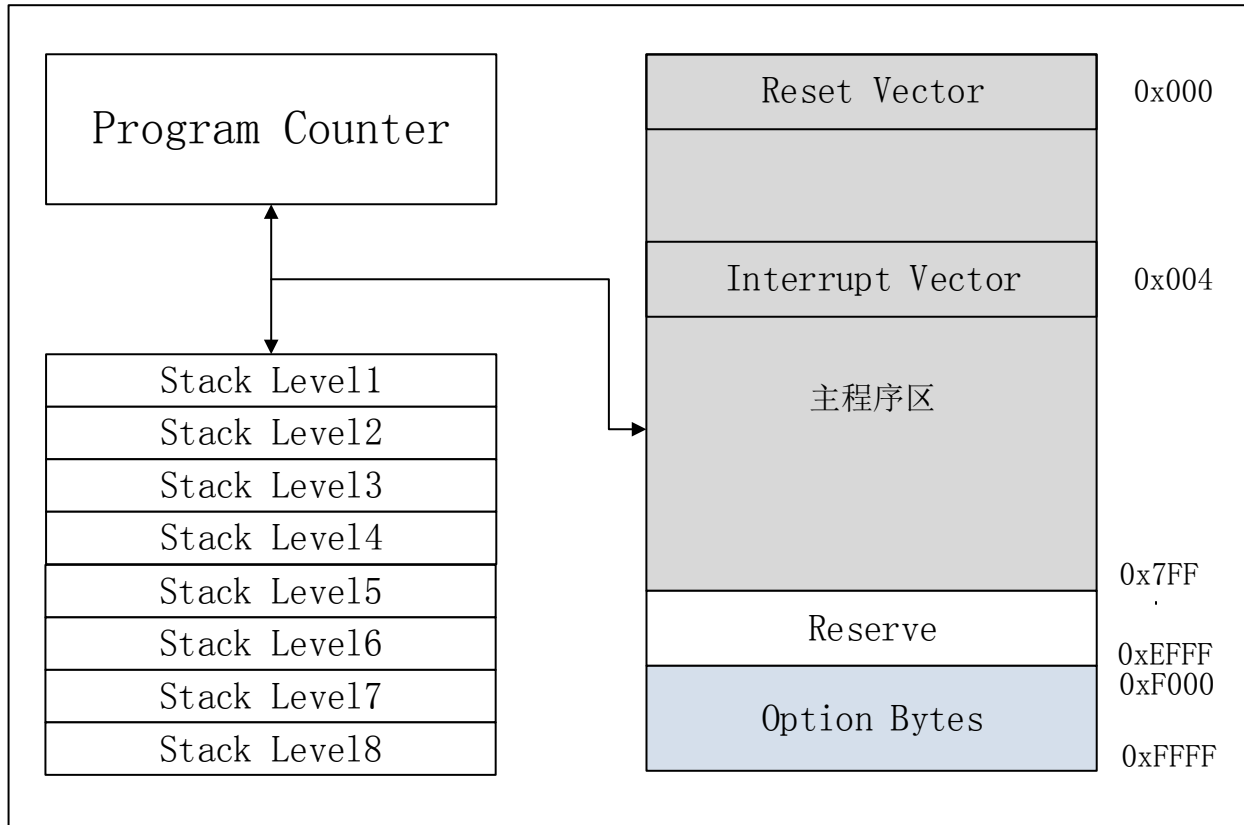 Program Counter
Stack Level1
Stack Level2
Stack Level3
Stack Level4
Stack Level5
Stack Level6
Stack Level7
Stack Level8
Reset Vector
0x000
Interrupt Vector
0x004
主程序区
0x7FF
Reserve
0xEFFF
0xF000
Option Bytes
0xFFFF